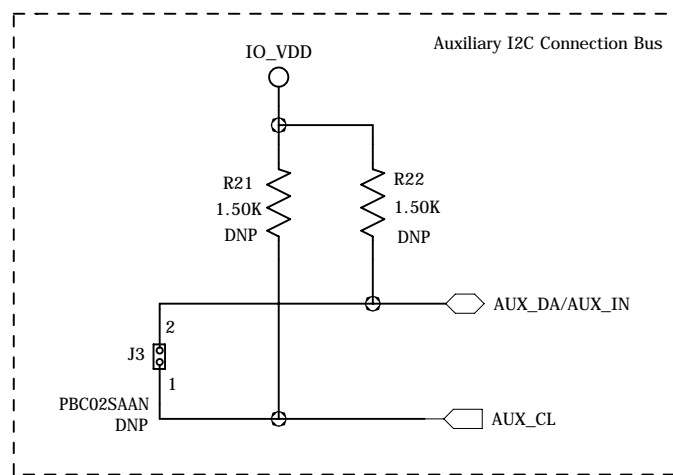 Auxiliary I2C Connection Bus
IO_VDD
R21
1.50K
DNP
R22
1.50K
DNP
AUX_DA/AUX_IN
2
J3
1
PBC02SAAN
DNP
AUX_CL